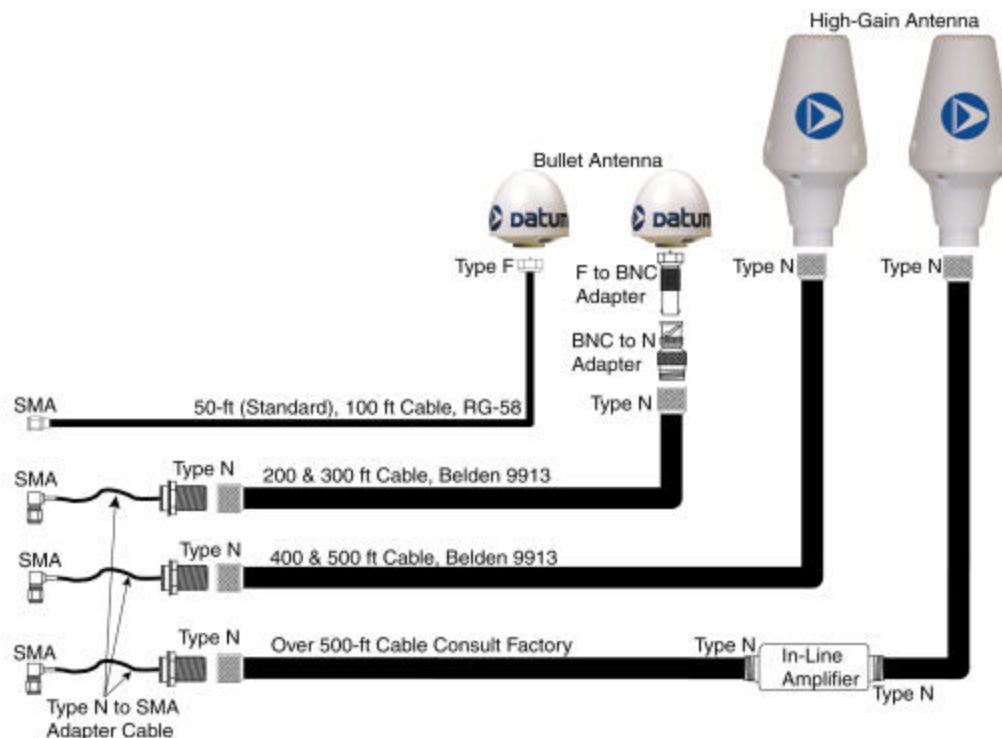 High-Gain Antenna
Bullet Antenna
Datum
Datum
Type F
F to BNC
Adapter
Type N
Type N
BNC to N
Adapter
Type N
SMA
50-ft (Standard), 100 ft Cable, RG-58
SMA
Type N
200 & 300 ft Cable, Belden 9913
SMA
Type N
400 & 500 ft Cable, Belden 9913
SMA
Type N
Over 500-ft Cable Consult Factory
Type N
In-Line
Amplifier
Type N
Type N to SMA
Adapter Cable